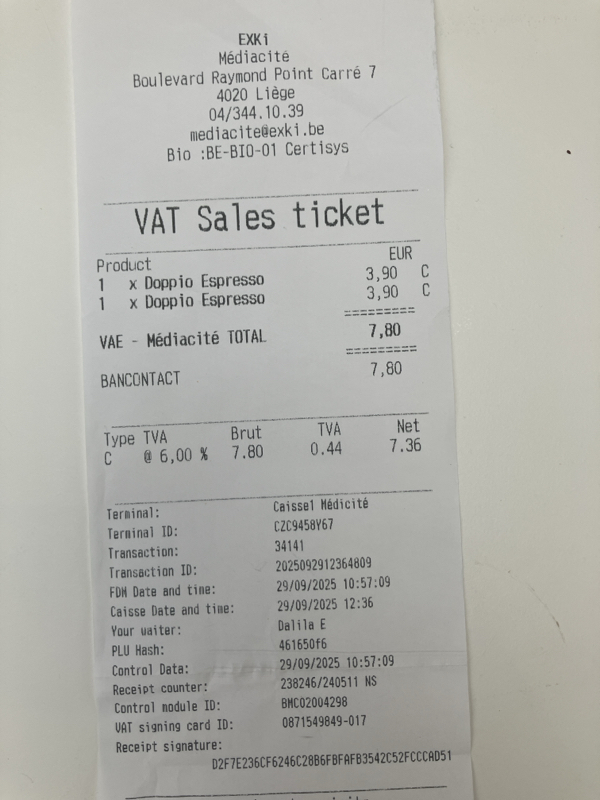 EXKi
Médiacité
Boulevard Raymond Point Carré 7
4020 Liège
04/344.10.39
mediacite@exki.be
Bio :BE-BIO-01 Certisys
VAT Sales ticket
Product EUR
1 x Doppio Espresso 3,90 C
1 x Doppio Espresso 3,90 C
=========
VAE - Médiacité TOTAL 7,80
=========
BANCONTACT 7,80
Type TVA Brut TVA Net
C @ 6,00 % 7.80 0.44 7.36
Terminal: Caisse1 Médicité
Terminal ID: CZC9458Y67
Transaction: 34141
Transaction ID: 2025092912364809
FDM Date and time: 29/09/2025 10:57:09
Caisse Date and time: 29/09/2025 12:36
Your waiter: Dalila E
PLU Hash: 461650f6
Control Data: 29/09/2025 10:57:09
Receipt counter: 238246/240511 NS
Control module ID: BMC02004298
VAT signing card ID: 0871549849-017
Receipt signature:
D2F7E236CF6246C28B6FBFAFB3542C52FCCCAD51